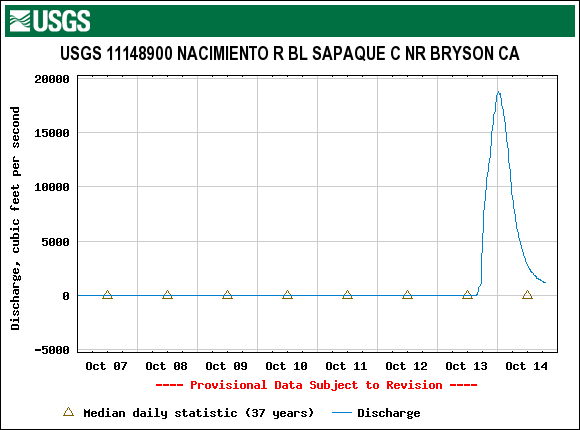 USGS
USGS 11148900 NACIMIENTO R BL SAPAQUE C NR BRYSON CA
Discharge, cubic feet per second
20000
15000
10000
5000
0
-5000
Oct 07 Oct 08 Oct 09 Oct 10 Oct 11 Oct 12 Oct 13 Oct 14
---- Provisional Data Subject to Revision ----
Median daily statistic (37 years) Discharge